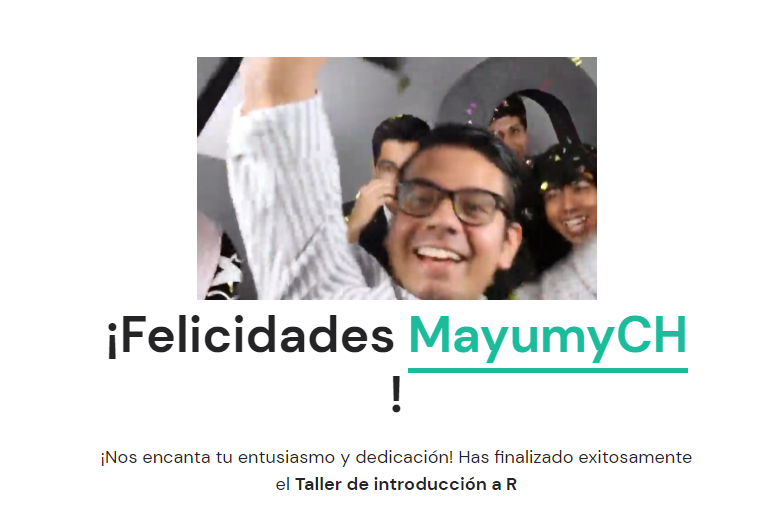 ¡Felicidades MayumyCH
!
¡Nos encanta tu entusiasmo y dedicación! Has finalizado exitosamente
el Taller de introducción a R